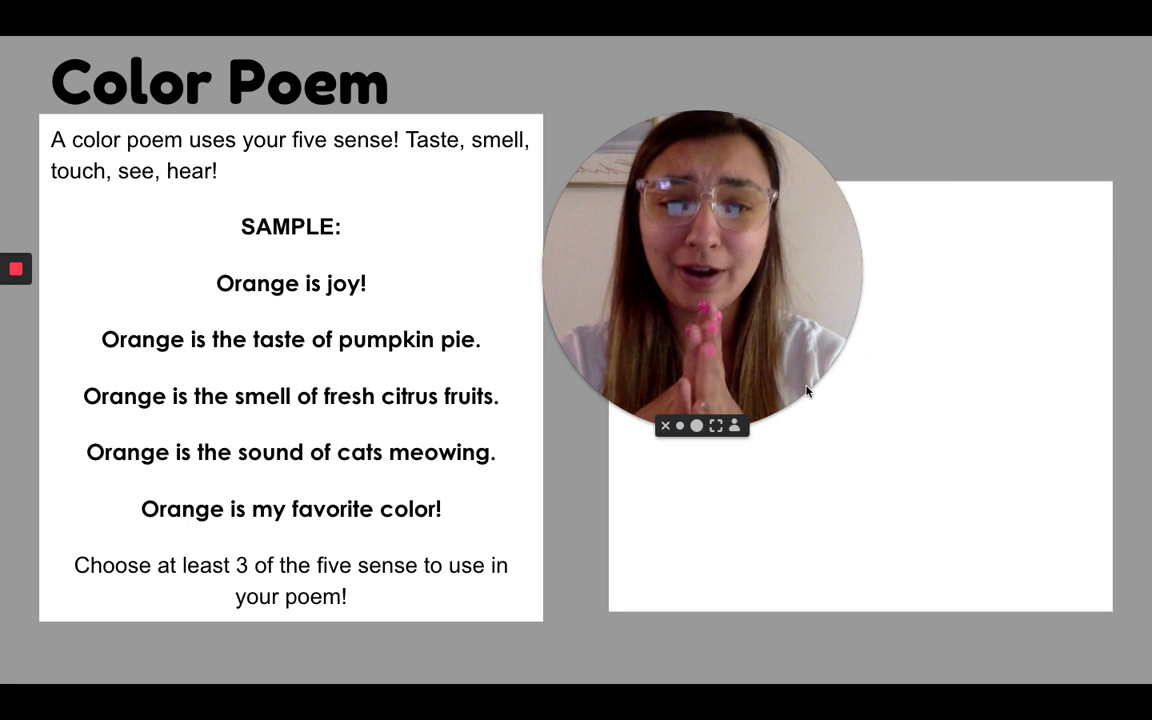 Color Poem
A color poem uses your five sense! Taste, smell,
touch, see, hear!
SAMPLE:
Orange is joy!
Orange is the taste of pumpkin pie.
Orange is the smell of fresh citrus fruits.
Orange is the sound of cats meowing.
Orange is my favorite color!
Choose at least 3 of the five sense to use in
your poem!